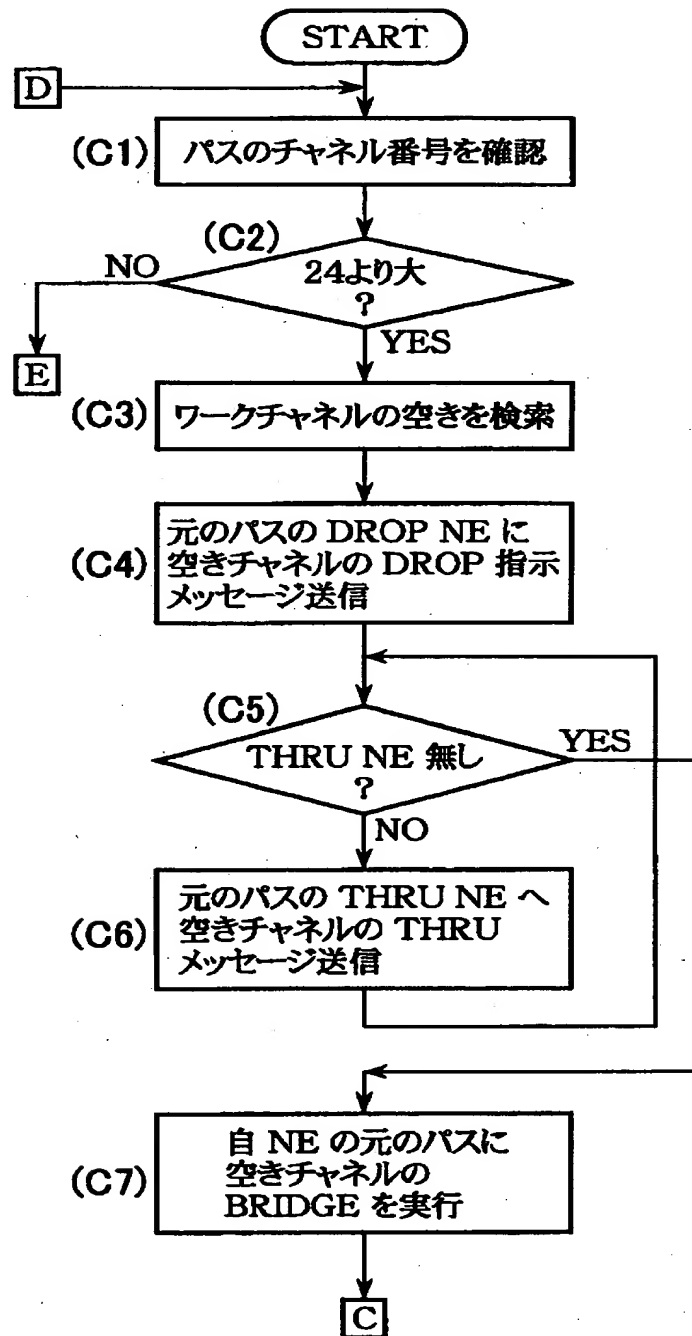 START
D
(C1)
パスのチャネル番号を確認
(C2)
NO
24より大
?
YES
E
(C3)
ワークチャネルの空きを検索
(C4)
元のパスの DROP NE に
空きチャネルの DROP 指示
メッセージ送信
(C5)
YES
THRU NE 無し
?
NO
(C6)
元のパスの THRU NE へ
空きチャネルの THRU
メッセージ送信
(C7)
自 NE の元のパスに
空きチャネルの
BRIDGE を実行
C